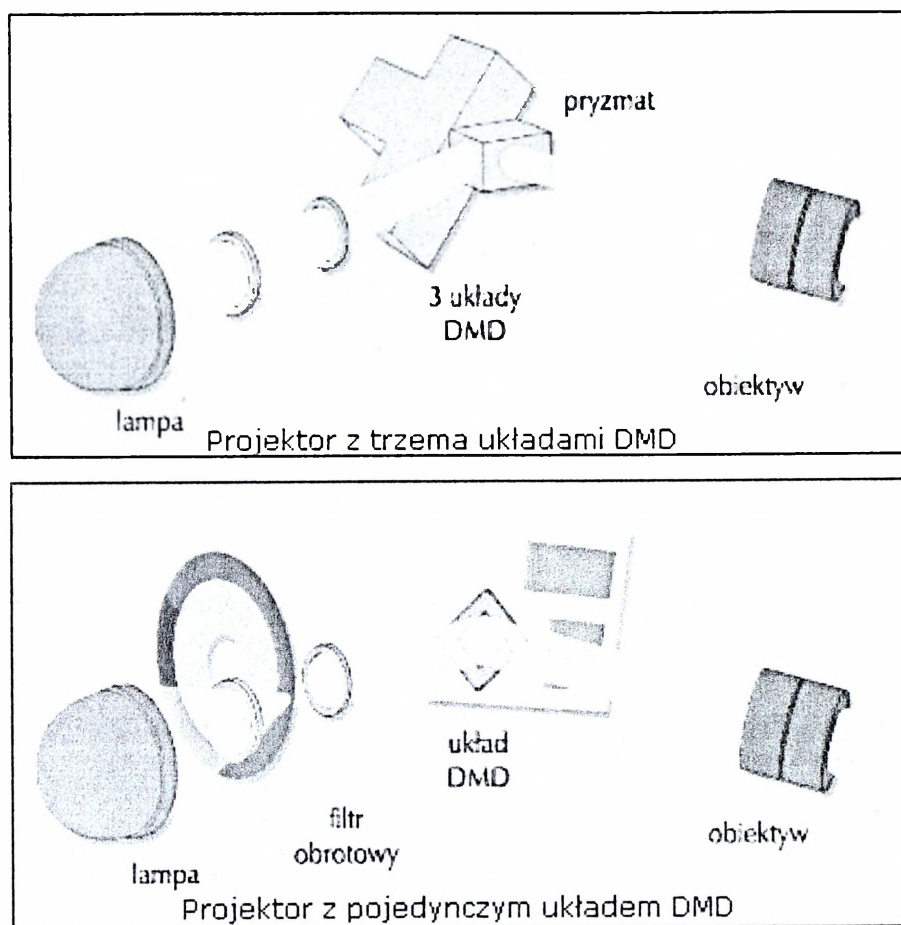 pryzmat
3 układy
DMD
obiektyw
lampa
Projektor z trzema układami DMD
układ
DMD
filtr
obrotowy
obiektyw
lampa
Projektor z pojedynczym układem DMD